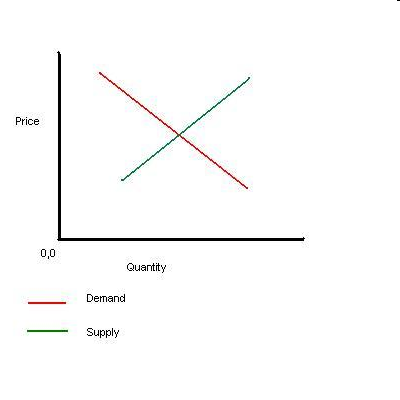 Price
0,0
Quantity
Demand
Supply